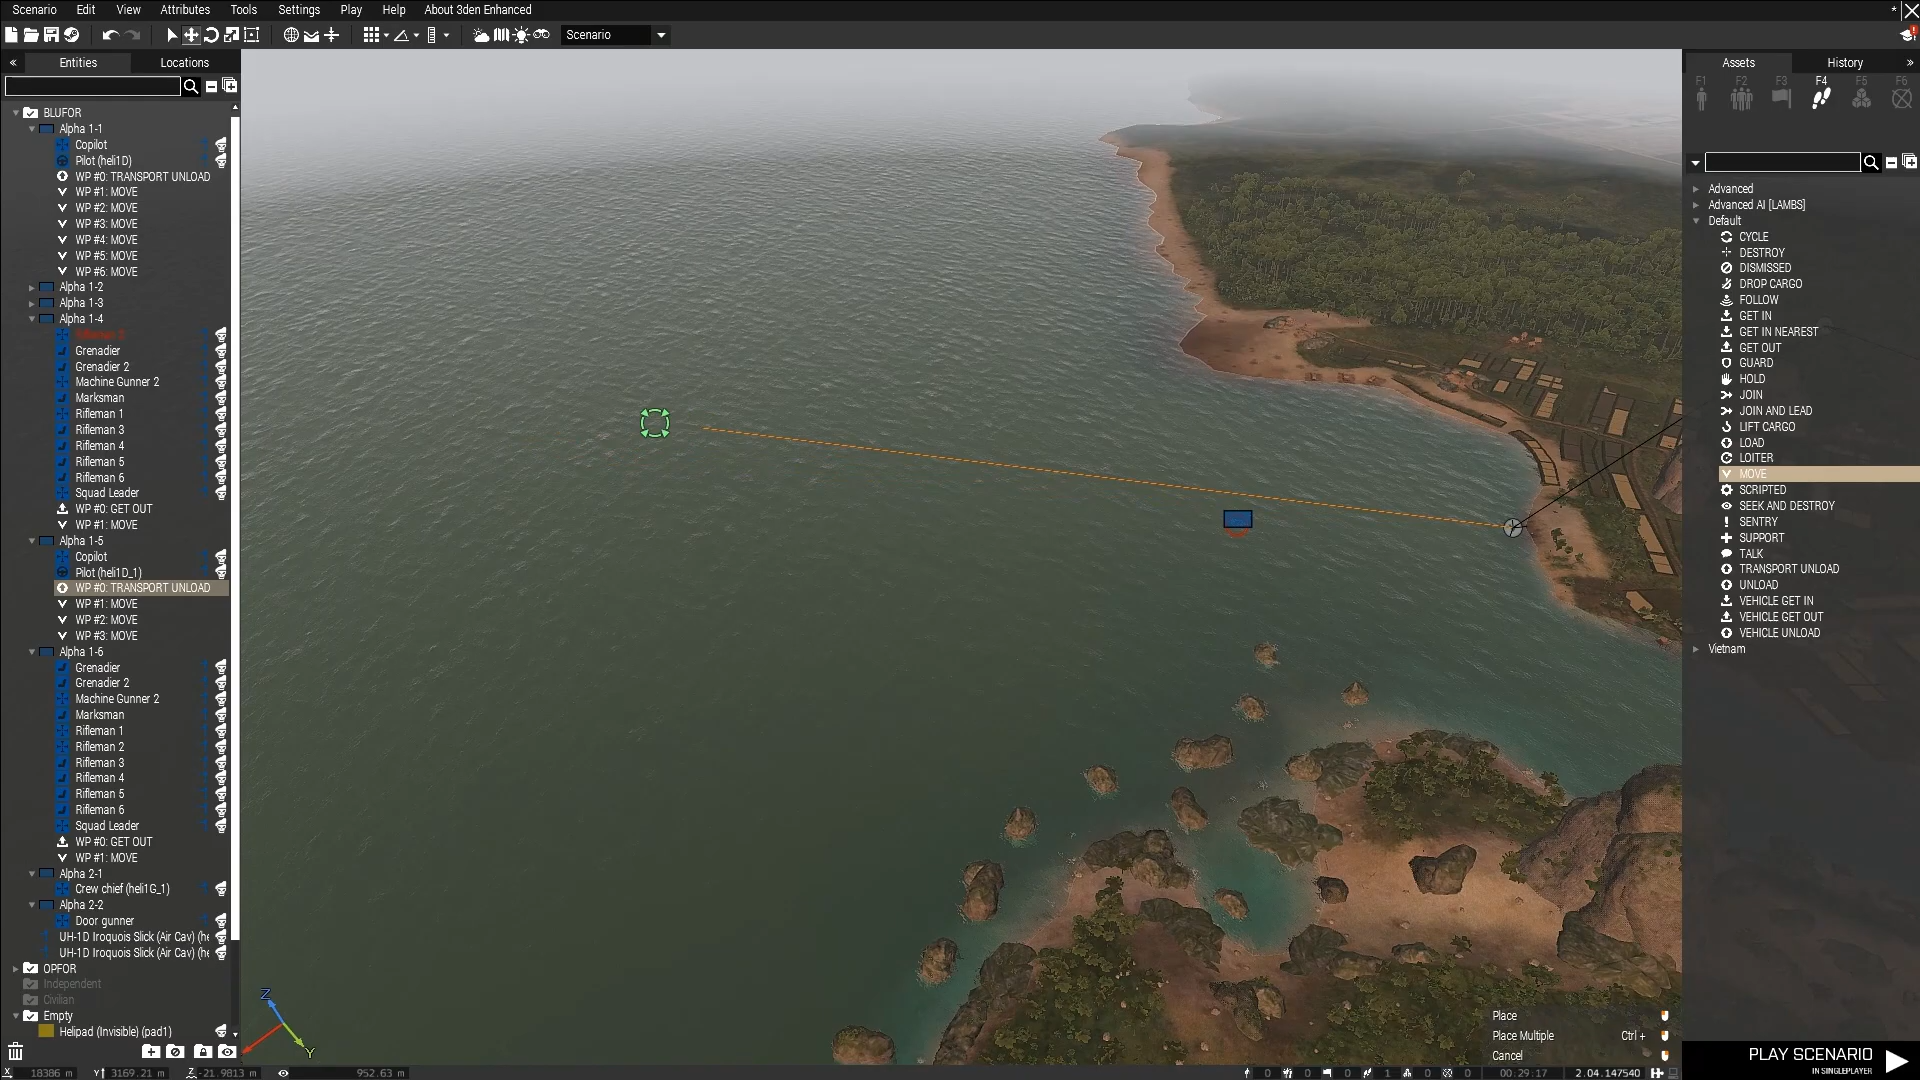 Scenario Edit View Attributes Tools Settings Play Help About 3den Enhanced
*
Scenario
Entities Locations
BLUFOR
Alpha 1-1
Copilot
Pilot (heli1D)
WP #0: TRANSPORT UNLOAD
WP #1: MOVE
WP #2: MOVE
WP #3: MOVE
WP #4: MOVE
WP #5: MOVE
WP #6: MOVE
Alpha 1-2
Alpha 1-3
Alpha 1-4
Grenadier
Grenadier 2
Machine Gunner 2
Marksman
Rifleman 1
Rifleman 3
Rifleman 4
Rifleman 5
Rifleman 6
Squad Leader
WP #0: GET OUT
WP #1: MOVE
Alpha 1-5
Copilot
Pilot (heli1D_1)
WP #0: TRANSPORT UNLOAD
WP #1: MOVE
WP #2: MOVE
WP #3: MOVE
Alpha 1-6
Grenadier
Grenadier 2
Machine Gunner 2
Marksman
Rifleman 1
Rifleman 2
Rifleman 3
Rifleman 4
Rifleman 5
Rifleman 6
Squad Leader
WP #0: GET OUT
WP #1: MOVE
Alpha 2-1
Crew chief (heli1G_1)
Alpha 2-2
Door gunner
UH-1D Iroquois Slick (Air Cav) (he
UH-1D Iroquois Slick (Air Cav) (he
OPFOR
Independent
Civilian
Empty
Helipad (Invisible) (pad1)
Z
Y
X 18386 m Y 3169.21 m Z -21.9813 m 952.63 m
Place
Place Multiple Ctrl +
Cancel
0 0 0 1 0 0 00:29:17 2.04.147540
Assets History
F1 F2 F3 F4 F5 F6
Advanced
Advanced AI [LAMBS]
Default
CYCLE
DESTROY
DISMISSED
DROP CARGO
FOLLOW
GET IN
GET IN NEAREST
GET OUT
GUARD
HOLD
JOIN
JOIN AND LEAD
LIFT CARGO
LOAD
LOITER
MOVE
SCRIPTED
SEEK AND DESTROY
SENTRY
SUPPORT
TALK
TRANSPORT UNLOAD
UNLOAD
VEHICLE GET IN
VEHICLE GET OUT
VEHICLE UNLOAD
Vietnam
PLAY SCENARIO
IN SINGLEPLAYER